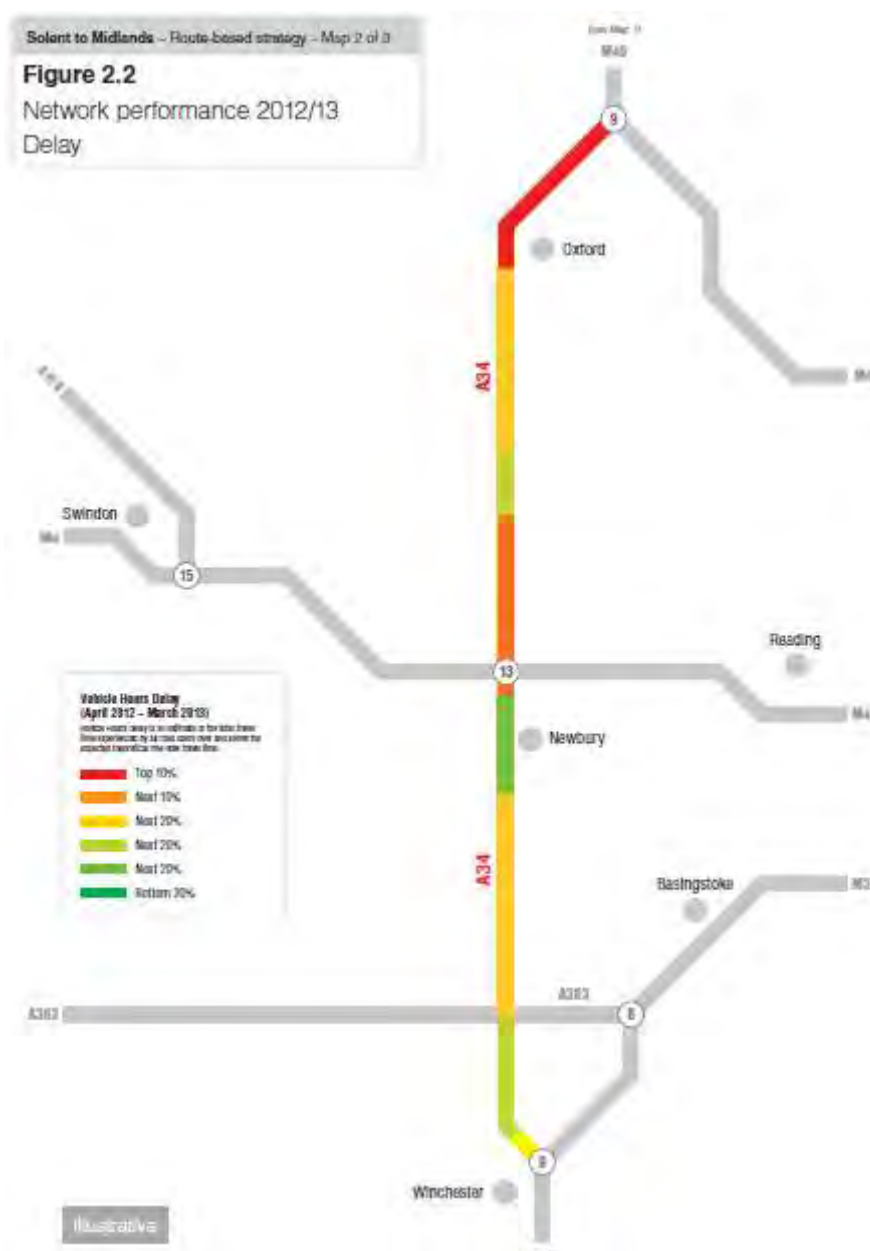 Solent to Midlands – Route-based strategy – Map 2 of 3
Figure 2.2
Network performance 2012/13
Delay
M40
9
Oxford
A34
Swindon
M4
15
13
Reading
Newbury
Vehicle Hours Delay
(April 2012 – March 2013)
Top 10%
Next 10%
Next 20%
Next 20%
Next 20%
Bottom 20%
A34
Basingstoke
M3
A303
A303
8
9
Winchester
Illustrative